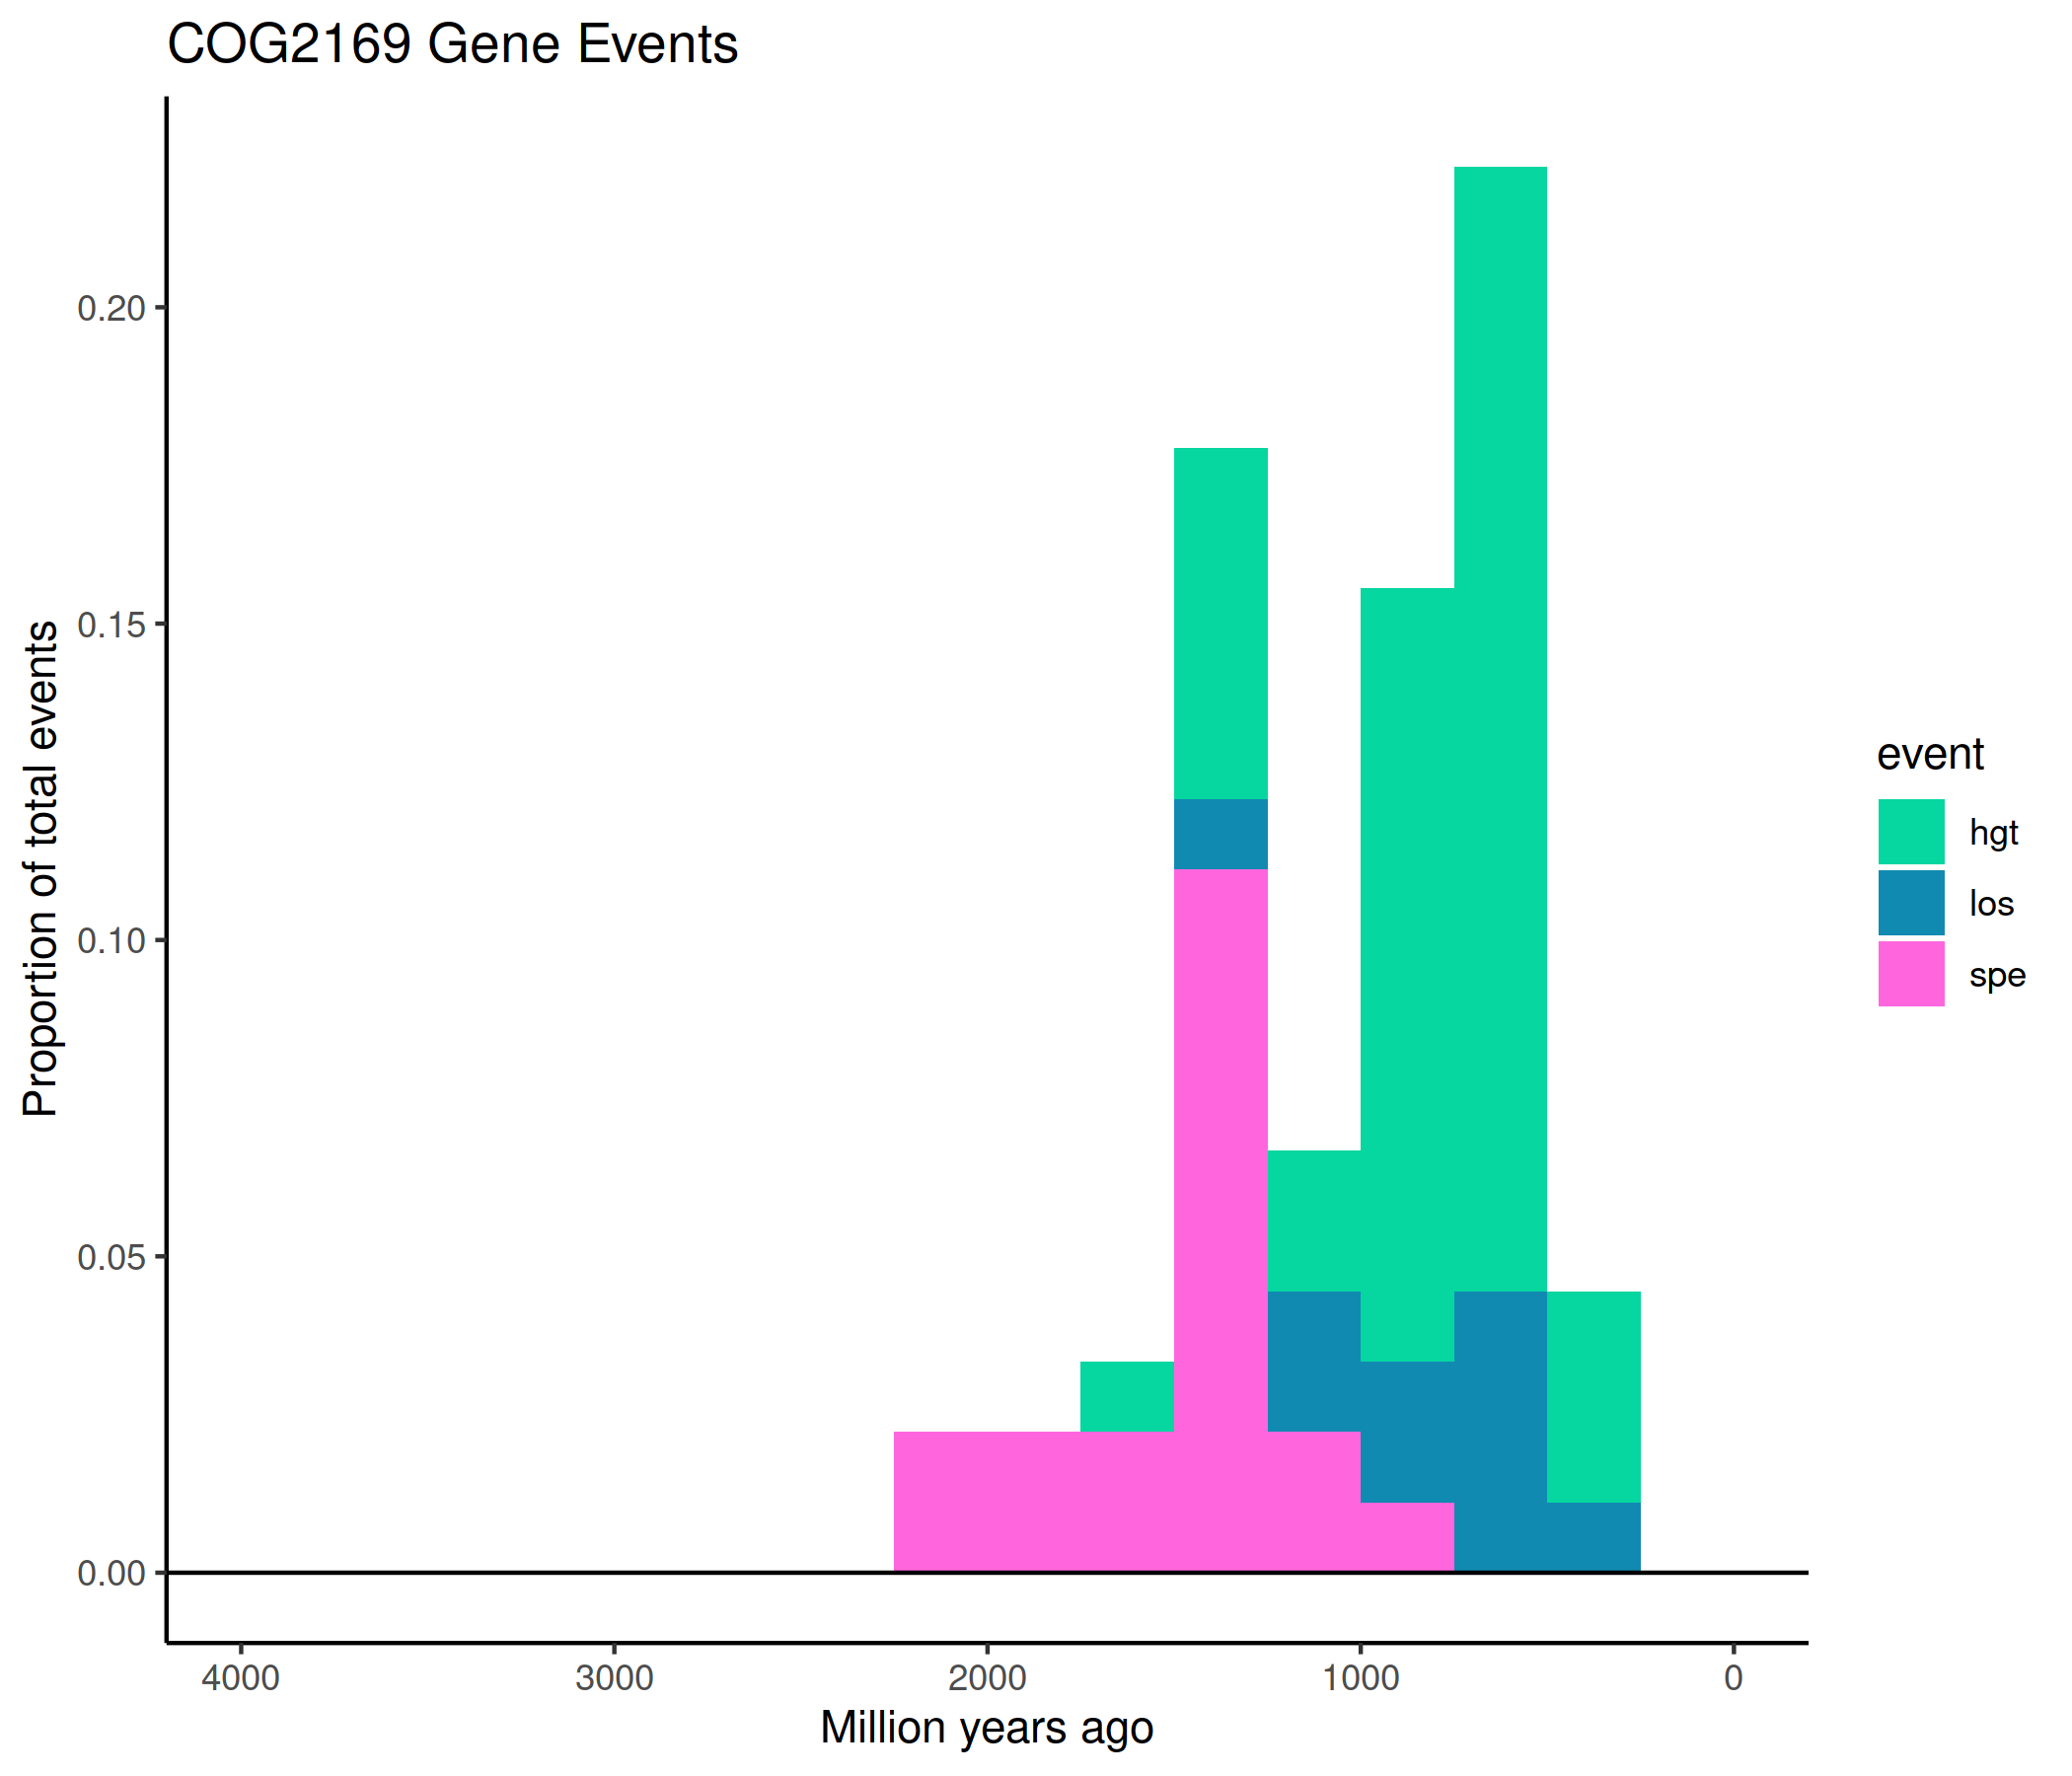 COG2169 Gene Events
Proportion of total events
0.20
0.15
0.10
0.05
0.00
4000 3000 2000 1000 0
Million years ago
event
hgt
los
spe